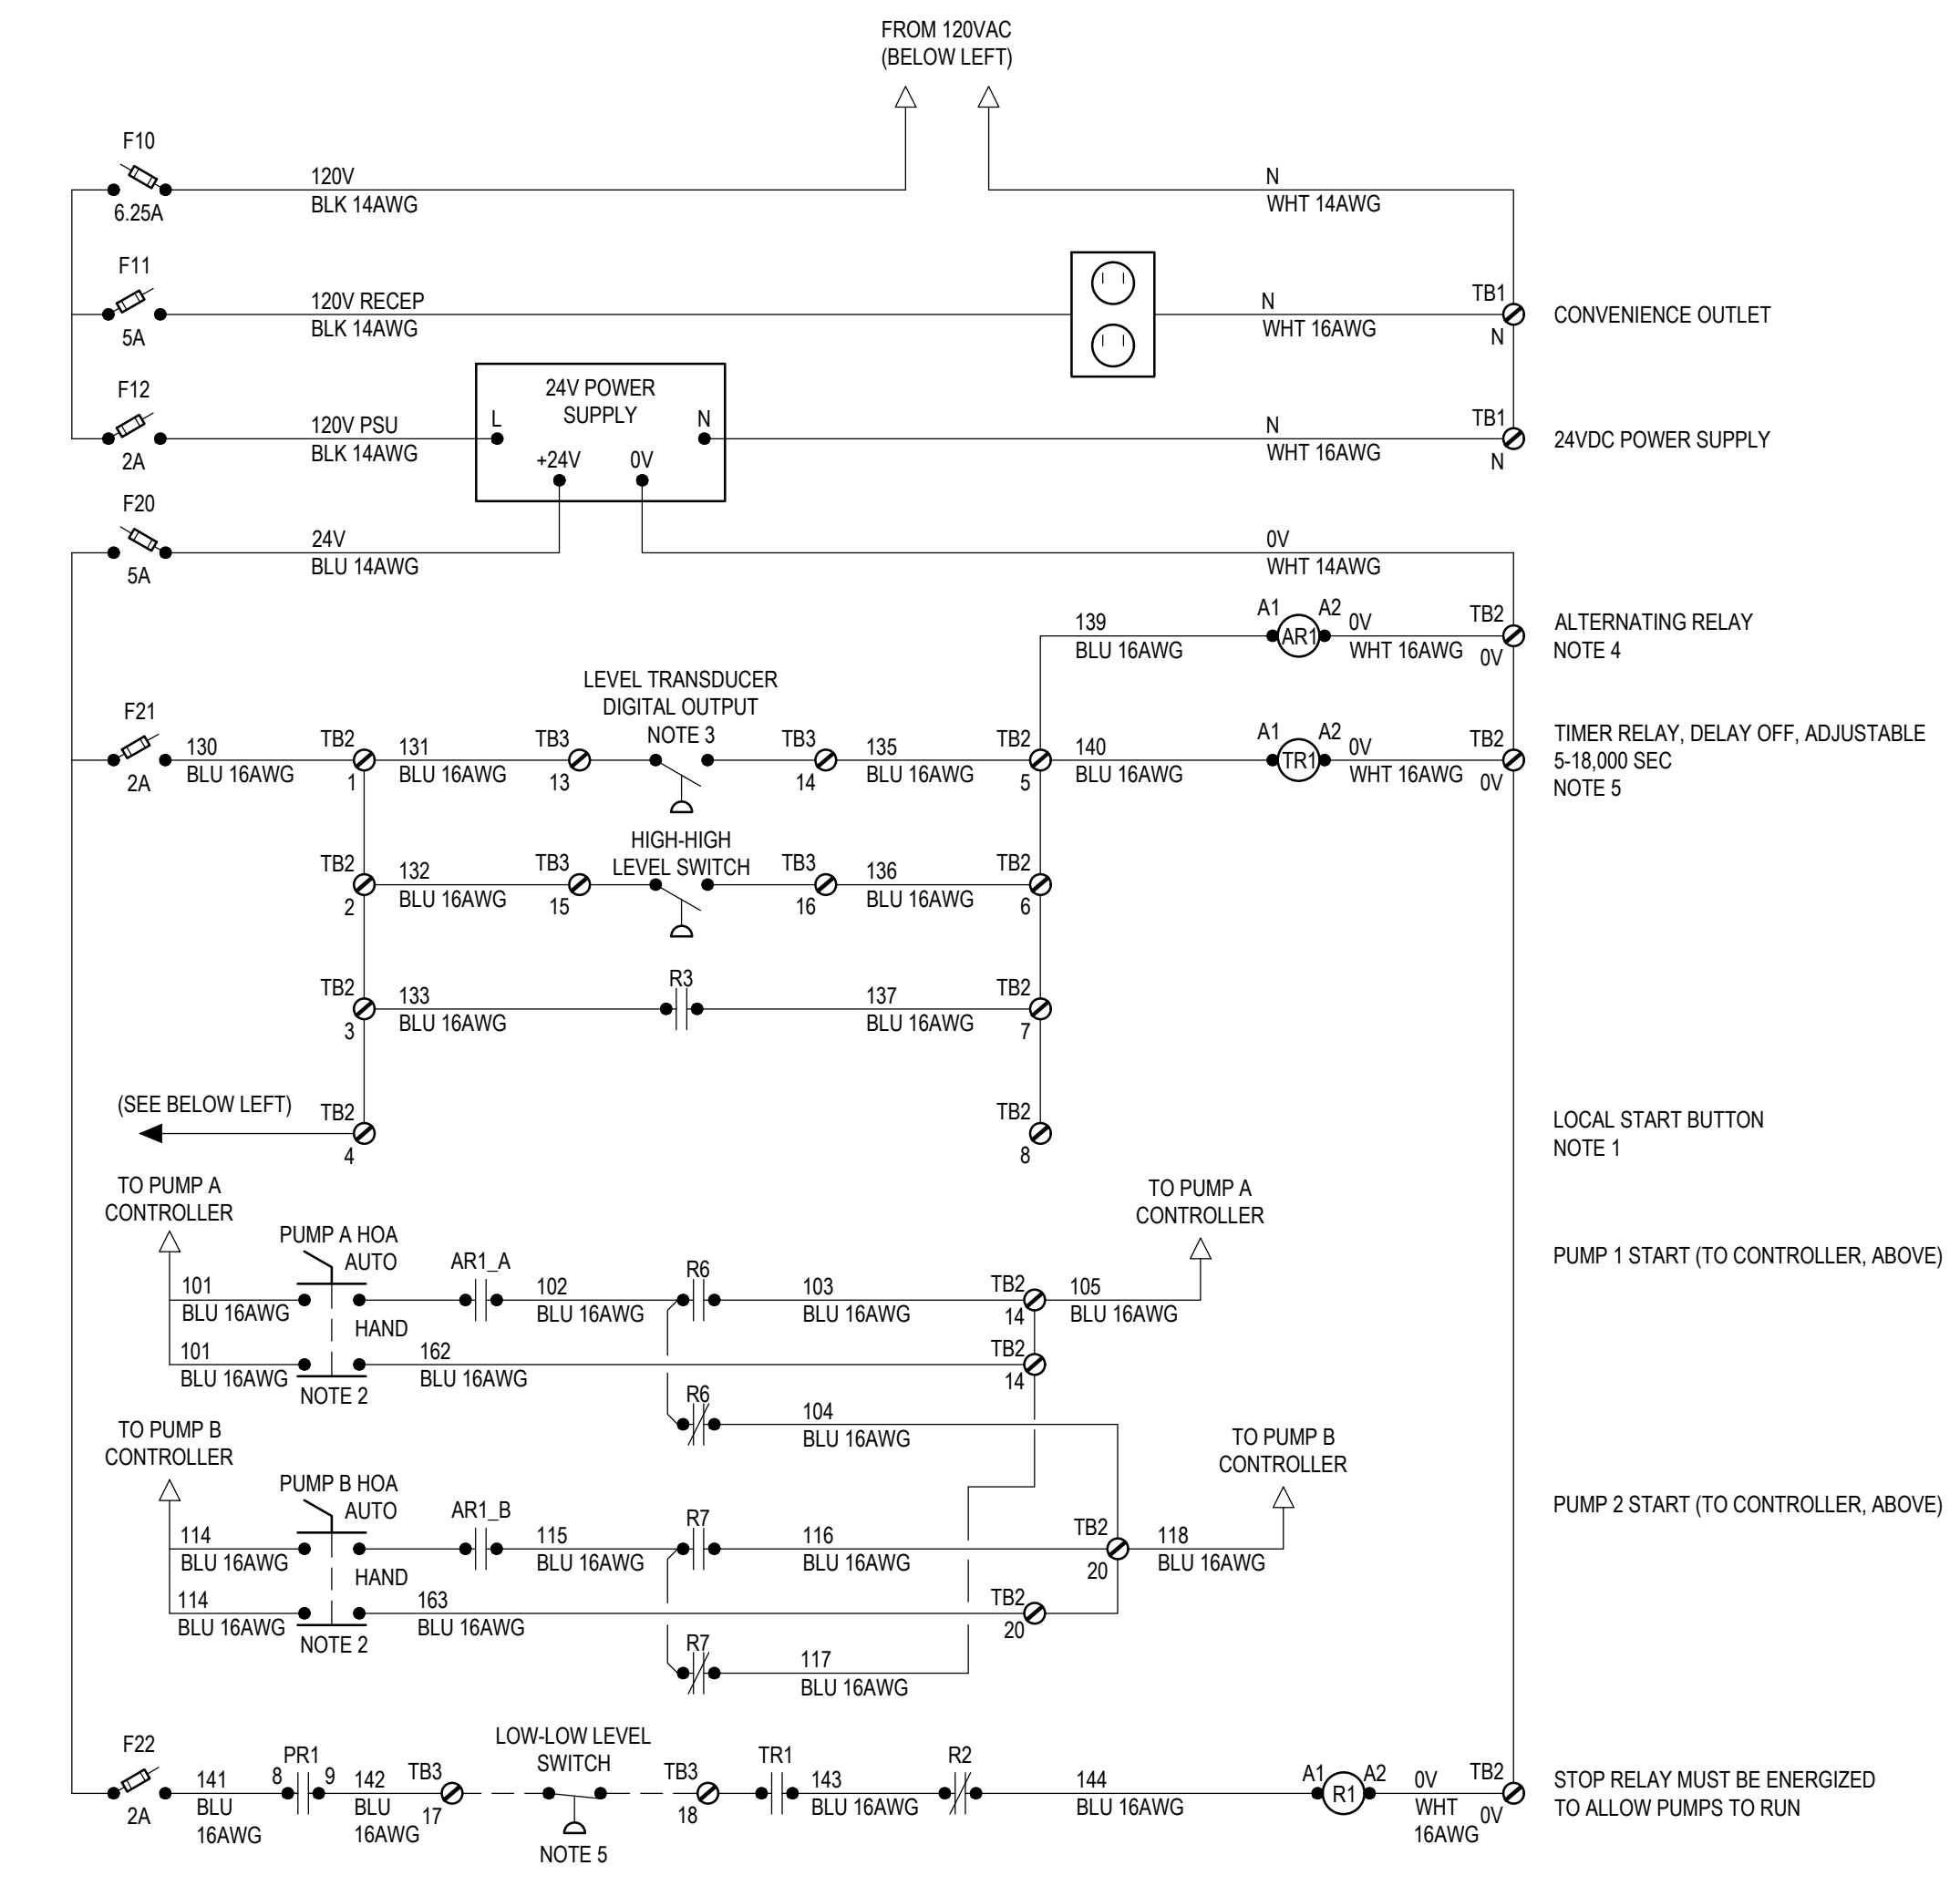 FROM 120VAC
(BELOW LEFT)
F10
120V
N
6.25A
BLK 14AWG
WHT 14AWG
F11
120V RECEP
N
TB1
CONVENIENCE OUTLET
5A
BLK 14AWG
WHT 16AWG
N
F12
24V POWER
SUPPLY
120V PSU
L
N
N
TB1
24VDC POWER SUPPLY
2A
BLK 14AWG
+24V
0V
WHT 16AWG
N
F20
24V
0V
5A
BLU 14AWG
WHT 14AWG
139
A1
A2
0V
TB2
ALTERNATING RELAY
AR1
BLU 16AWG
WHT 16AWG
0V
NOTE 4
LEVEL TRANSDUCER
DIGITAL OUTPUT
NOTE 3
F21
130
TB2
131
TB3
TB3
135
TB2
140
A1
A2
0V
TB2
TIMER RELAY, DELAY OFF, ADJUSTABLE
5-18,000 SEC
NOTE 5
TR1
2A
BLU 16AWG
1
BLU 16AWG
13
14
BLU 16AWG
5
BLU 16AWG
WHT 16AWG
0V
HIGH-HIGH
LEVEL SWITCH
TB2
132
TB3
TB3
136
TB2
2
BLU 16AWG
15
16
BLU 16AWG
6
R3
TB2
133
137
TB2
3
BLU 16AWG
BLU 16AWG
7
(SEE BELOW LEFT)
TB2
4
TB2
8
LOCAL START BUTTON
NOTE 1
TO PUMP A
CONTROLLER
TO PUMP A
CONTROLLER
PUMP A HOA
AUTO
AR1_A
R6
PUMP 1 START (TO CONTROLLER, ABOVE)
101
102
103
TB2
105
BLU 16AWG
BLU 16AWG
BLU 16AWG
14
BLU 16AWG
HAND
101
162
TB2
BLU 16AWG
BLU 16AWG
14
NOTE 2
R6
104
BLU 16AWG
TO PUMP B
CONTROLLER
TO PUMP B
CONTROLLER
PUMP B HOA
AUTO
AR1_B
R7
PUMP 2 START (TO CONTROLLER, ABOVE)
114
115
116
TB2
118
BLU 16AWG
BLU 16AWG
BLU 16AWG
20
BLU 16AWG
HAND
114
163
TB2
BLU 16AWG
BLU 16AWG
20
NOTE 2
R7
117
BLU 16AWG
LOW-LOW LEVEL
SWITCH
F22
141
8
PR1
9
142
TB3
TB3
TR1
143
R2
144
A1
A2
0V
TB2
STOP RELAY MUST BE ENERGIZED
TO ALLOW PUMPS TO RUN
R1
2A
BLU
16AWG
BLU
16AWG
17
18
BLU 16AWG
BLU 16AWG
WHT
16AWG
0V
NOTE 5